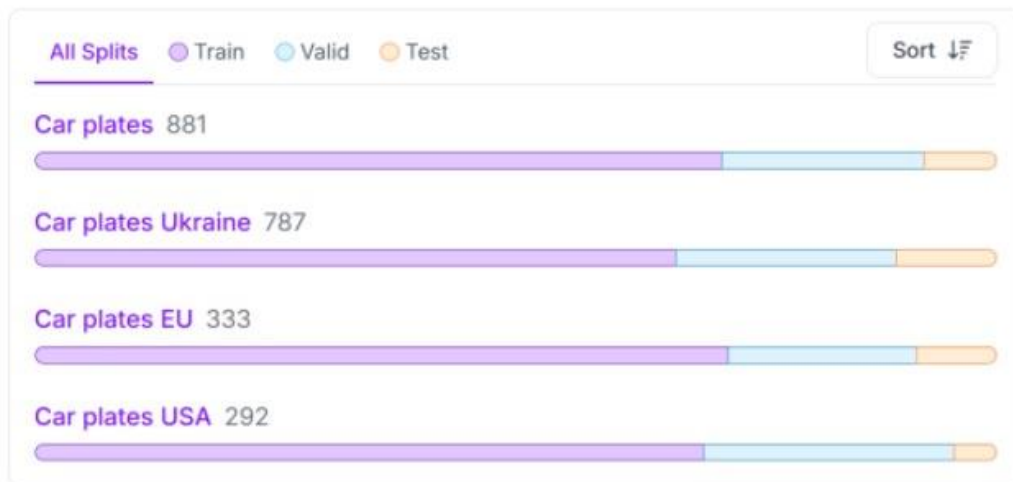 All Splits Train Valid Test Sort
Car plates 881
Car plates Ukraine 787
Car plates EU 333
Car plates USA 292